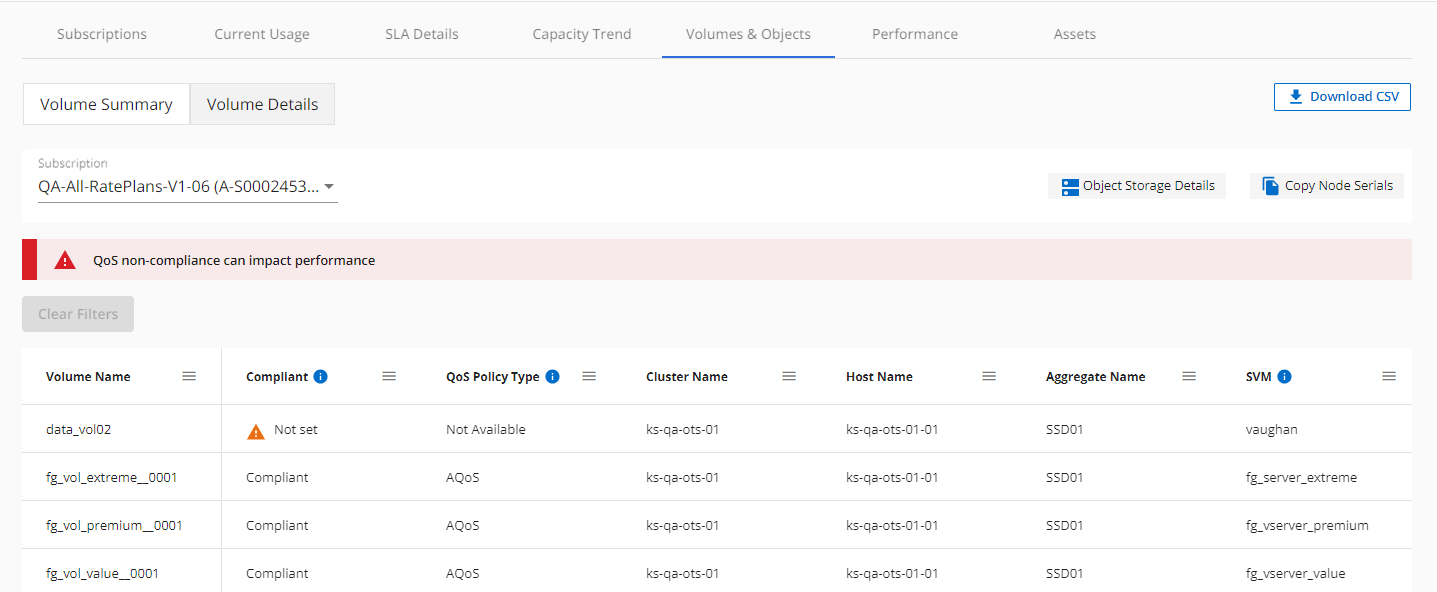 Subscriptions Current Usage SLA Details Capacity Trend Volumes & Objects Performance Assets
Volume Summary Volume Details Download CSV
Subscription
QA-All-RatePlans-V1-06 (A-S0002453... Object Storage Details Copy Node Serials
QoS non-compliance can impact performance
Clear Filters
Volume Name Compliant QoS Policy Type Cluster Name Host Name Aggregate Name SVM
data_vol02 Not set Not Available ks-qa-ots-01 ks-qa-ots-01-01 SSD01 vaughan
fg_vol_extreme__0001 Compliant AQoS ks-qa-ots-01 ks-qa-ots-01-01 SSD01 fg_server_extreme
fg_vol_premium__0001 Compliant AQoS ks-qa-ots-01 ks-qa-ots-01-01 SSD01 fg_vserver_premium
fg_vol_value__0001 Compliant AQoS ks-qa-ots-01 ks-qa-ots-01-01 SSD01 fg_vserver_value